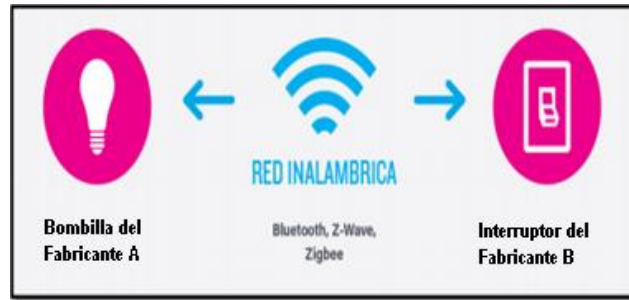 RED INALAMBRICA
Bombilla del
Fabricante A
Bluetooth, Z-Wave,
Zigbee
Interruptor del
Fabricante B